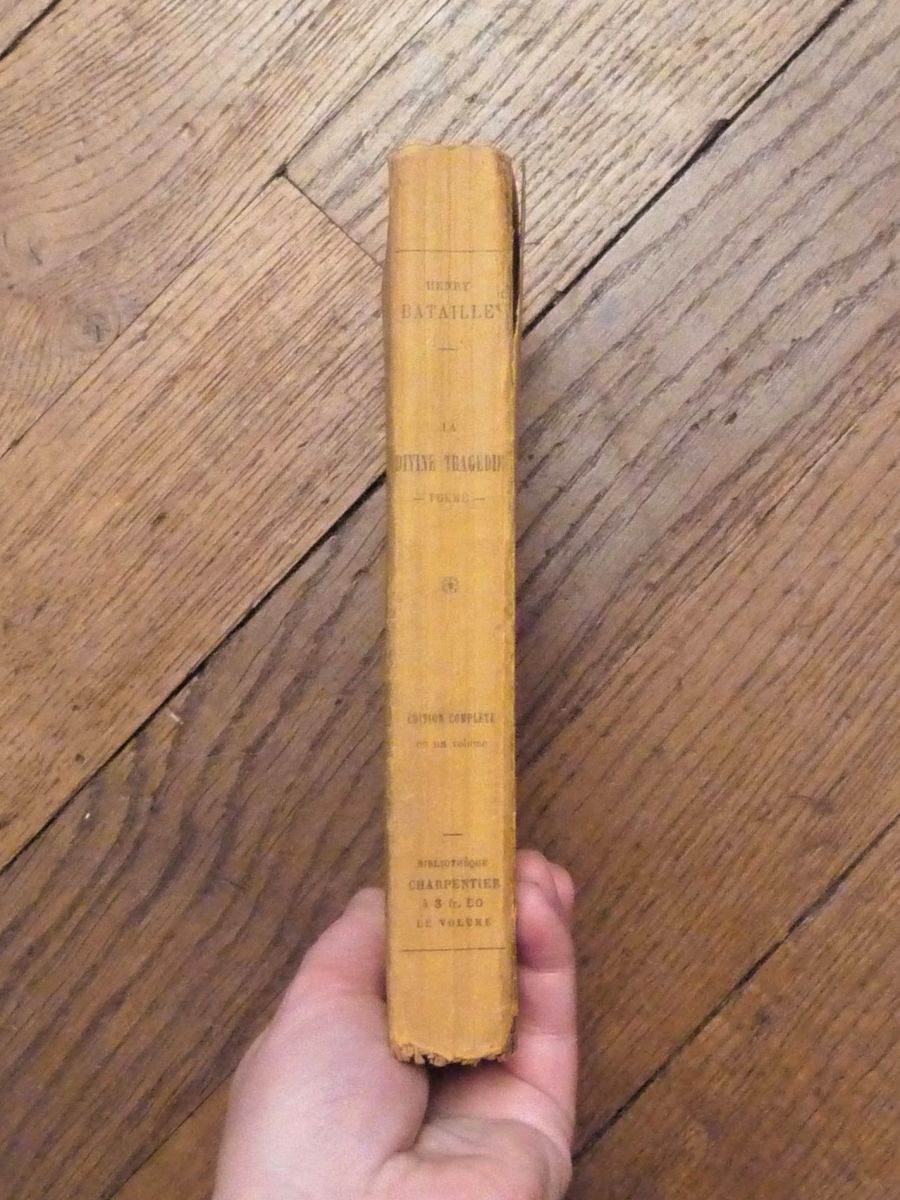 HENRY
BATAILLE
LA
DIVINE TRAGÉDIE
— POÈME —
ÉDITION COMPLÈTE
en un volume
BIBLIOTHÈQUE
CHARPENTIER
à 3 fr. 50
LE VOLUME